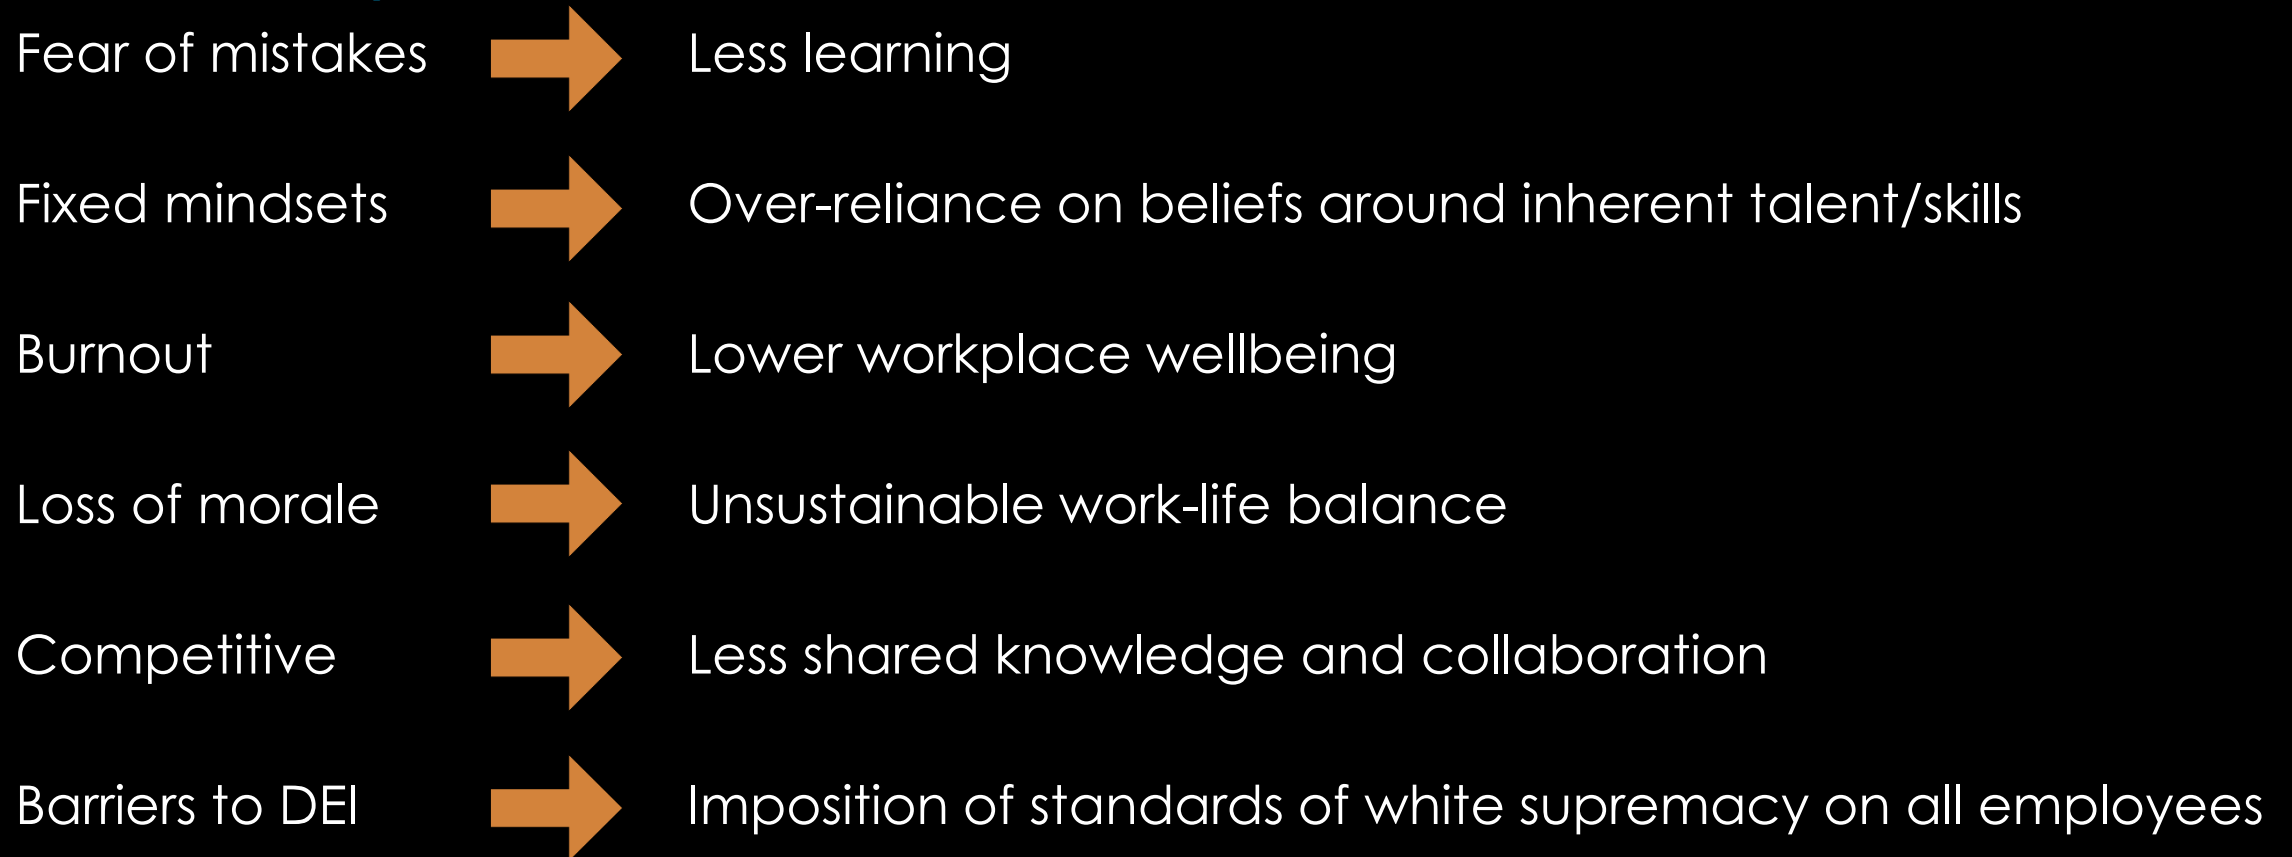 Fear of mistakes Less learning
Fixed mindsets Over-reliance on beliefs around inherent talent/skills
Burnout Lower workplace wellbeing
Loss of morale Unsustainable work-life balance
Competitive Less shared knowledge and collaboration
Barriers to DEI Imposition of standards of white supremacy on all employees